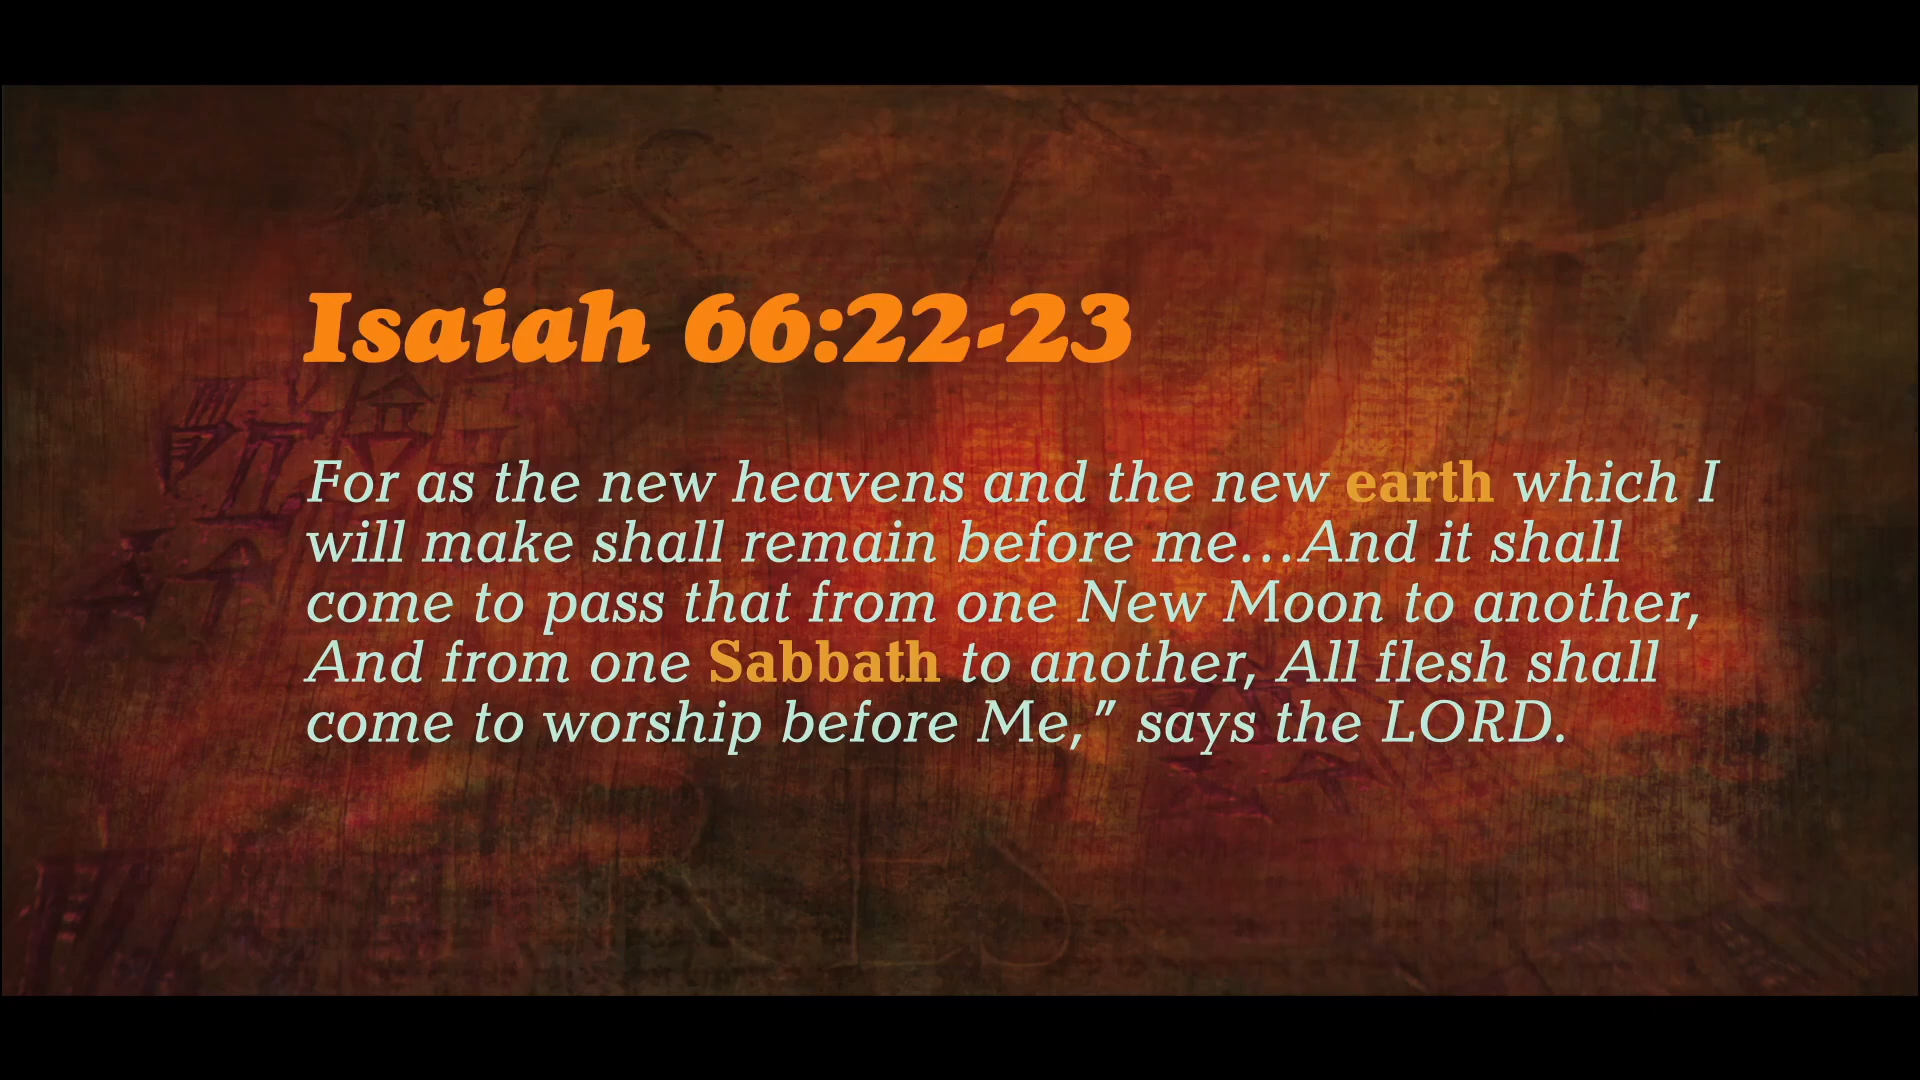 Isaiah 66:22-23
For as the new heavens and the new earth which I
will make shall remain before me...And it shall
come to pass that from one New Moon to another,
And from one Sabbath to another, All flesh shall
come to worship before Me,” says the LORD.